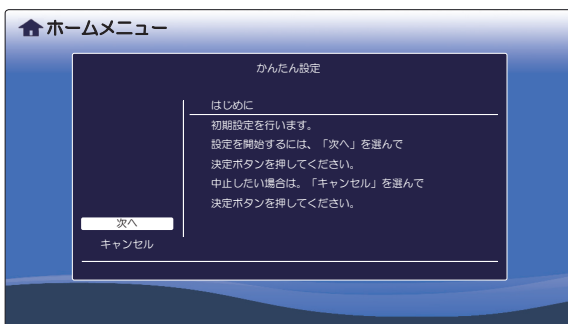 ホームメニュー
かんたん設定
はじめに
初期設定を行います。
設定を開始するには、「次へ」を選んで
決定ボタンを押してください。
中止したい場合は。「キャンセル」を選んで
決定ボタンを押してください。
次へ
キャンセル